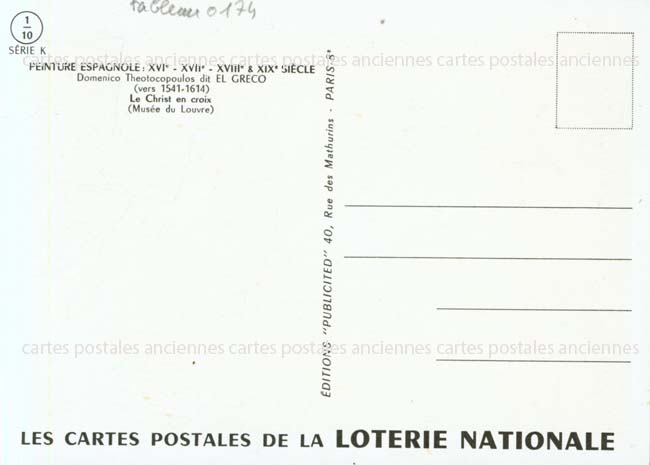 tableau 0174
1
10
SÉRIE K
PEINTURE ESPAGNOLE : XVIe - XVIIe - XVIIIe & XIXe SIÈCLE
Domenico Theotocopoulos dit EL GRECO
(vers 1541-1614)
Le Christ en croix
(Musée du Louvre)
ÉDITIONS "PUBLICITED" 40, Rue des Mathurins - PARIS-8e
cartes postales anciennes cartes postales anciennes cartes postales anciennes
cartes postales anciennes cartes postales anciennes cartes postales anciennes
LES CARTES POSTALES DE LA LOTERIE NATIONALE